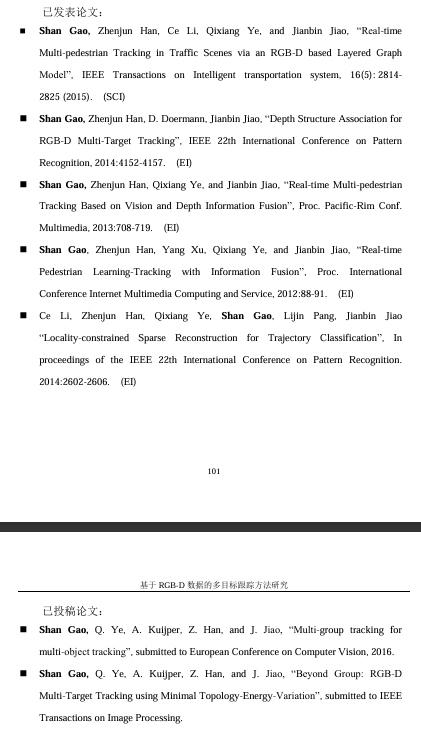 已发表论文：
■ Shan Gao, Zhenjun Han, Ce Li, Qixiang Ye, and Jianbin Jiao, “Real-time
Multi-pedestrian Tracking in Traffic Scenes via an RGB-D based Layered Graph
Model”, IEEE Transactions on Intelligent transportation system, 16(5): 2814-
2825 (2015). (SCI)
■ Shan Gao, Zhenjun Han, D. Doermann, Jianbin Jiao, “Depth Structure Association for
RGB-D Multi-Target Tracking”, IEEE 22th International Conference on Pattern
Recognition, 2014:4152-4157. (EI)
■ Shan Gao, Zhenjun Han, Qixiang Ye, and Jianbin Jiao, “Real-time Multi-pedestrian
Tracking Based on Vision and Depth Information Fusion”, Proc. Pacific-Rim Conf.
Multimedia, 2013:708-719. (EI)
■ Shan Gao, Zhenjun Han, Yang Xu, Qixiang Ye, and Jianbin Jiao, “Real-time
Pedestrian Learning-Tracking with Information Fusion”, Proc. International
Conference Internet Multimedia Computing and Service, 2012:88-91. (EI)
■ Ce Li, Zhenjun Han, Qixiang Ye, Shan Gao, Lijin Pang, Jianbin Jiao
“Locality-constrained Sparse Reconstruction for Trajectory Classification”, In
proceedings of the IEEE 22th International Conference on Pattern Recognition.
2014:2602-2606. (EI)
101
基于 RGB-D 数据的多目标跟踪方法研究
已投稿论文：
■ Shan Gao, Q. Ye, A. Kuijper, Z. Han, and J. Jiao, “Multi-group tracking for
multi-object tracking”, submitted to European Conference on Computer Vision, 2016.
■ Shan Gao, Q. Ye, A. Kuijper, Z. Han, and J. Jiao, “Beyond Group: RGB-D
Multi-Target Tracking using Minimal Topology-Energy-Variation”, submitted to IEEE
Transactions on Image Processing.